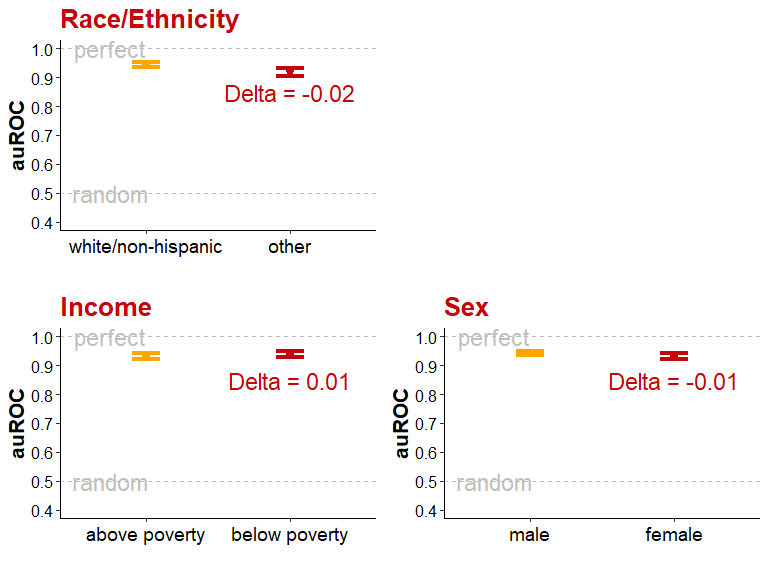 Race/Ethnicity
auROC
1.0
0.9
0.8
0.7
0.6
0.5
0.4
perfect
Delta = -0.02
random
white/non-hispanic
other
Income
auROC
1.0
0.9
0.8
0.7
0.6
0.5
0.4
perfect
Delta = 0.01
random
above poverty
below poverty
Sex
auROC
1.0
0.9
0.8
0.7
0.6
0.5
0.4
perfect
Delta = -0.01
random
male
female